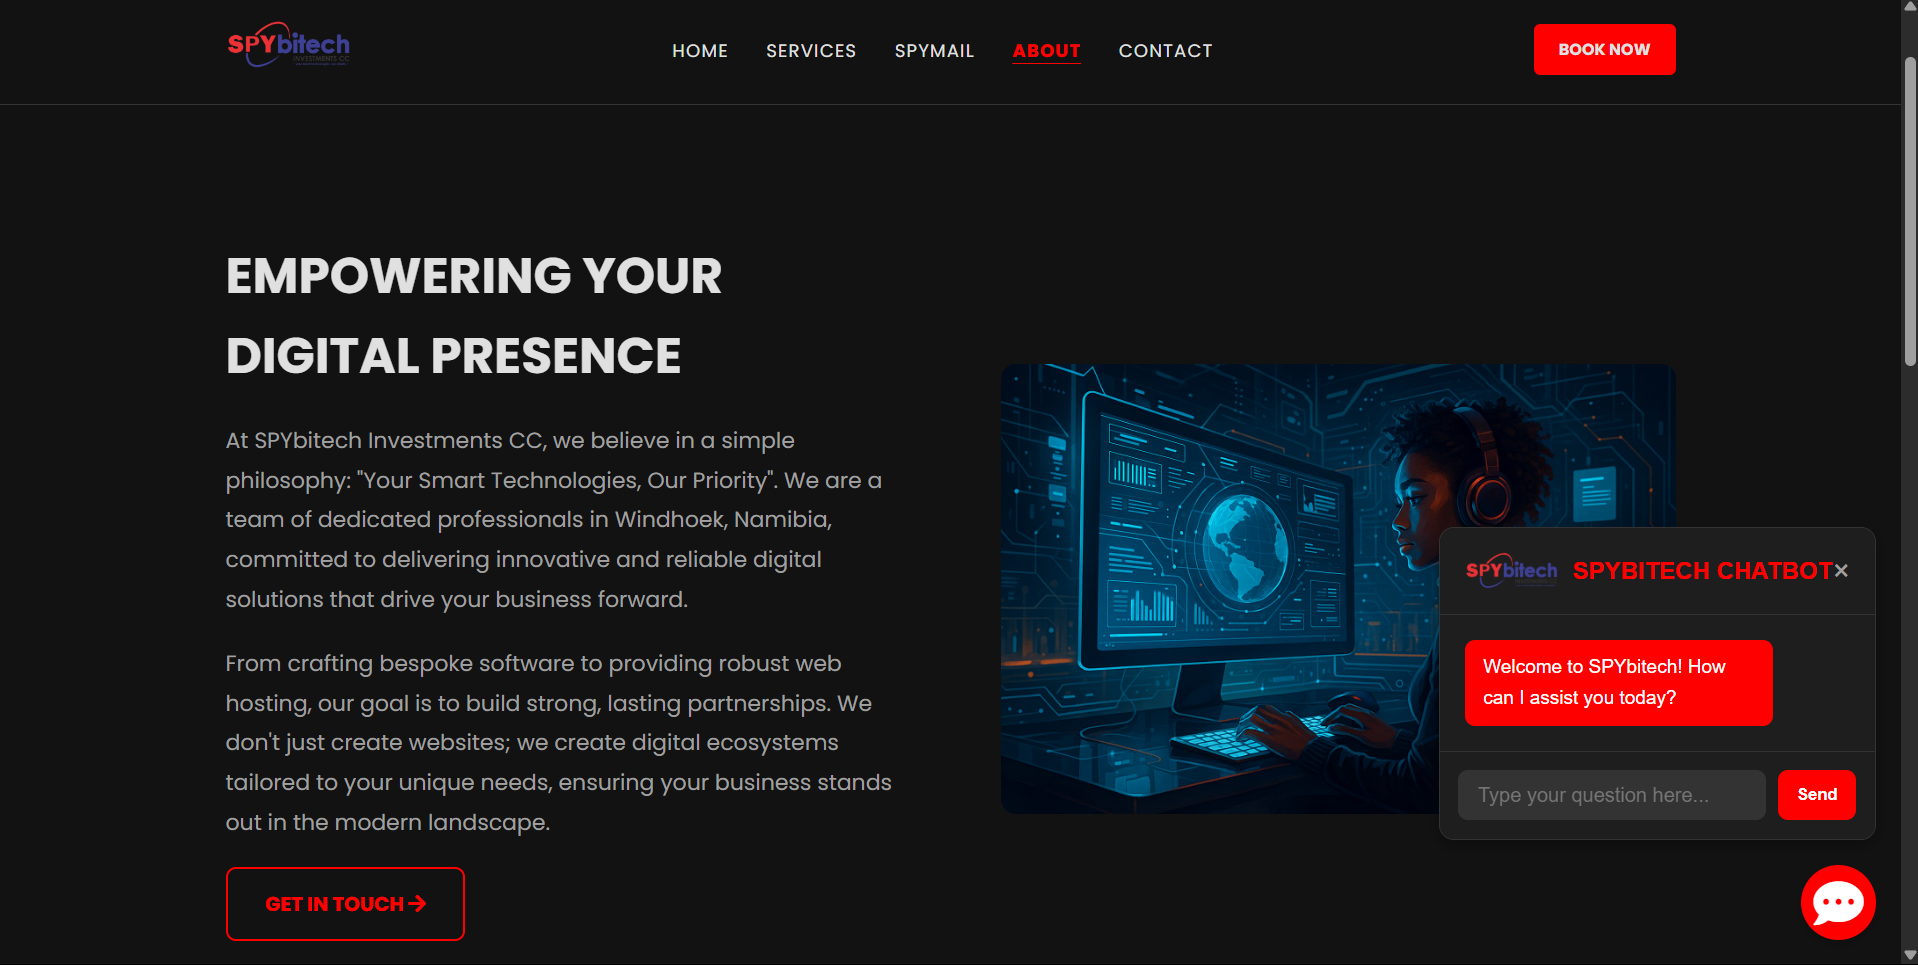 SPYbitech
INVESTMENTS CC
HOME
SERVICES
SPYMAIL
ABOUT
CONTACT
BOOK NOW
EMPOWERING YOUR
DIGITAL PRESENCE
At SPYbitech Investments CC, we believe in a simple
philosophy: "Your Smart Technologies, Our Priority". We are a
team of dedicated professionals in Windhoek, Namibia,
committed to delivering innovative and reliable digital
solutions that drive your business forward.
From crafting bespoke software to providing robust web
hosting, our goal is to build strong, lasting partnerships. We
don't just create websites; we create digital ecosystems
tailored to your unique needs, ensuring your business stands
out in the modern landscape.
GET IN TOUCH
SPYbitech
SPYBITECH CHATBOT
Welcome to SPYbitech! How
can I assist you today?
Type your question here...
Send